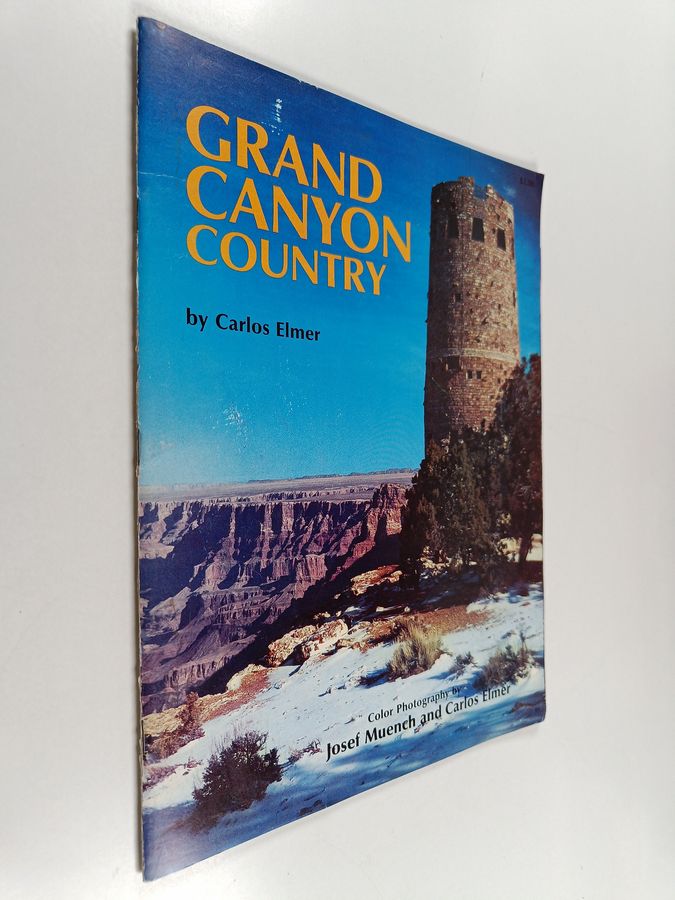 GRAND
CANYON
COUNTRY
by Carlos Elmer
Color Photography by
Josef Muench and Carlos Elmer